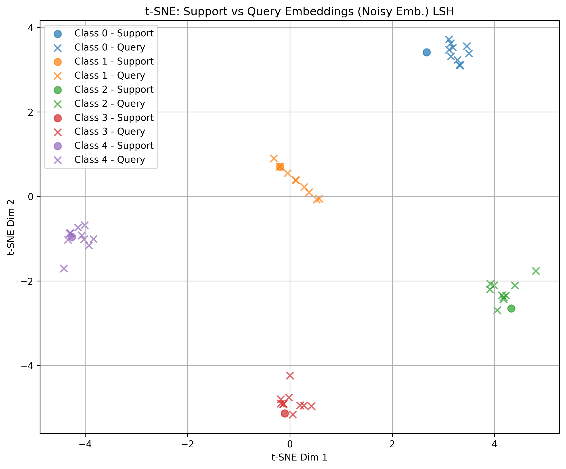 t-SNE: Support vs Query Embeddings (Noisy Emb.) LSH
Class 0 - Support
Class 0 - Query
Class 1 - Support
Class 1 - Query
Class 2 - Support
Class 2 - Query
Class 3 - Support
Class 3 - Query
Class 4 - Support
Class 4 - Query
t-SNE Dim 2
4
2
0
−2
−4
−4
−2
0
2
4
t-SNE Dim 1